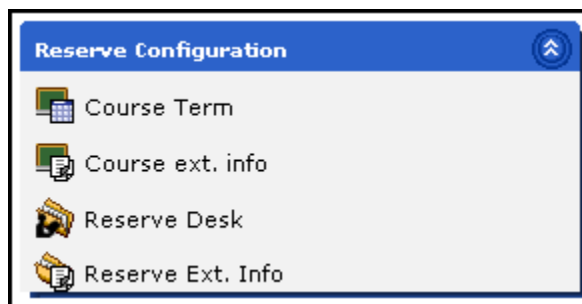 Reserve Configuration
Course Term
Course ext. info
Reserve Desk
Reserve Ext. Info